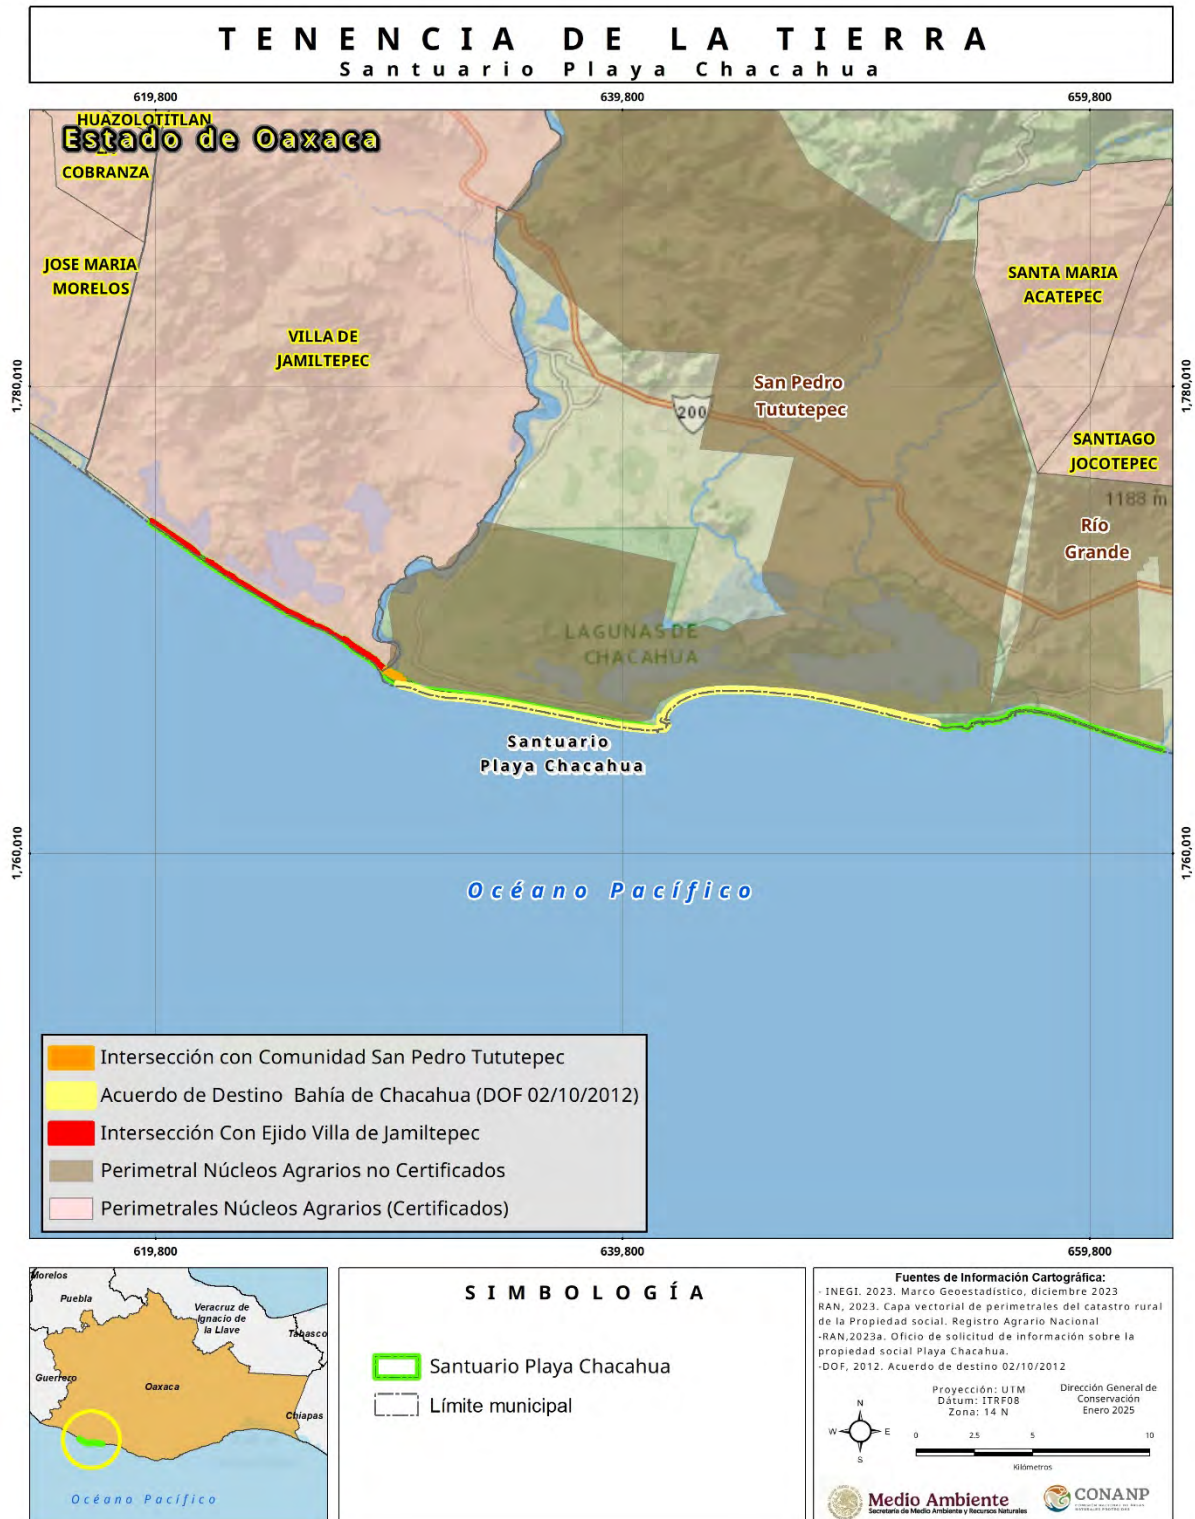 TENENCIA DE LA TIERRA
Santuario Playa Chacahua
619,800
639,800
659,800
HUAZOLOTITLAN
Estado de Oaxaca
COBRANZA
JOSE MARIA
MORELOS
VILLA DE
JAMILTEPEC
SANTA MARIA
ACATEPEC
San Pedro
Tututepec
200
SANTIAGO
JOCOTEPEC
1188 m
Río
Grande
LAGUNAS DE
CHACAHUA
Santuario
Playa Chacahua
Océano Pacífico
1,780,010
1,780,010
1,760,010
1,760,010
Intersección con Comunidad San Pedro Tututepec
Acuerdo de Destino Bahía de Chacahua (DOF 02/10/2012)
Intersección Con Ejido Villa de Jamiltepec
Perimetral Núcleos Agrarios no Certificados
Perimetrales Núcleos Agrarios (Certificados)
619,800
639,800
659,800
Morelos
Puebla
Veracruz de
Ignacio de
la Llave
Tabasco
Guerrero
Oaxaca
Chiapas
Océano Pacífico
SIMBOLOGÍA
Santuario Playa Chacahua
Límite municipal
Fuentes de Información Cartográfica:
- INEGI. 2023. Marco Geoestadístico, diciembre 2023
RAN, 2023. Capa vectorial de perimetrales del catastro rural
de la Propiedad social. Registro Agrario Nacional
-RAN,2023a. Oficio de solicitud de información sobre la
propiedad social Playa Chacahua.
-DOF, 2012. Acuerdo de destino 02/10/2012
Proyección: UTM
Dátum: ITRF08
Zona: 14 N
Dirección General de
Conservación
Enero 2025
N
W
E
S
0 2.5 5 10
Kilómetros
Medio Ambiente
Secretaría de Medio Ambiente y Recursos Naturales
CONANP